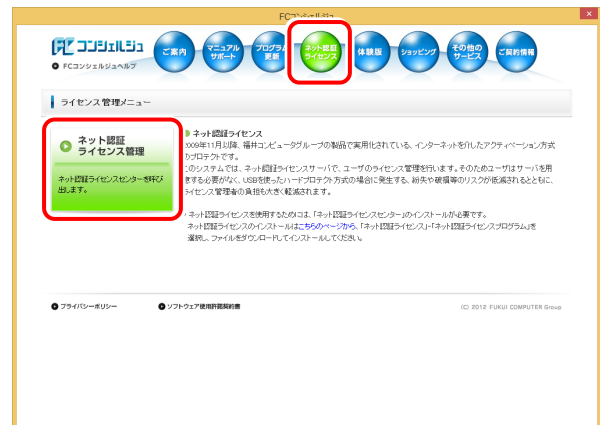 FCコンシェルジュ
FCコンシェルジュ
FCコンシェルジュヘルプ
ご案内
マニュアル
サポート
プログラム
更新
ネット認証
ライセンス
体験版
ショッピング
その他の
サービス
ご契約情報
ライセンス管理メニュー
ネット認証
ライセンス管理
ネット認証ライセンスセンターを呼び
出します。
ネット認証ライセンス
2009年11月以降、福井コンピュータグループの製品で実用化されている、インターネットを介したアクティベーション方式
のプロテクトです。
このシステムでは、ネット認証ライセンスサーバで、ユーザのライセンス管理を行います。そのためユーザはサーバを用
意する必要がなく、USBを使ったハードプロテクト方式の場合に発生する、紛失や破損等のリスクが低減されるとともに、
ライセンス管理者の負担も大きく軽減されます。
ネット認証ライセンスを使用するためには、「ネット認証ライセンスセンター」のインストールが必要です。
ネット認証ライセンスのインストールはこちらのページから、「ネット認証ライセンス」-「ネット認証ライセンスプログラム」を
選択し、ファイルをダウンロードしてインストールしてください。
プライバシーポリシー
ソフトウェア使用許諾契約書
(C) 2012 FUKUI COMPUTER Group